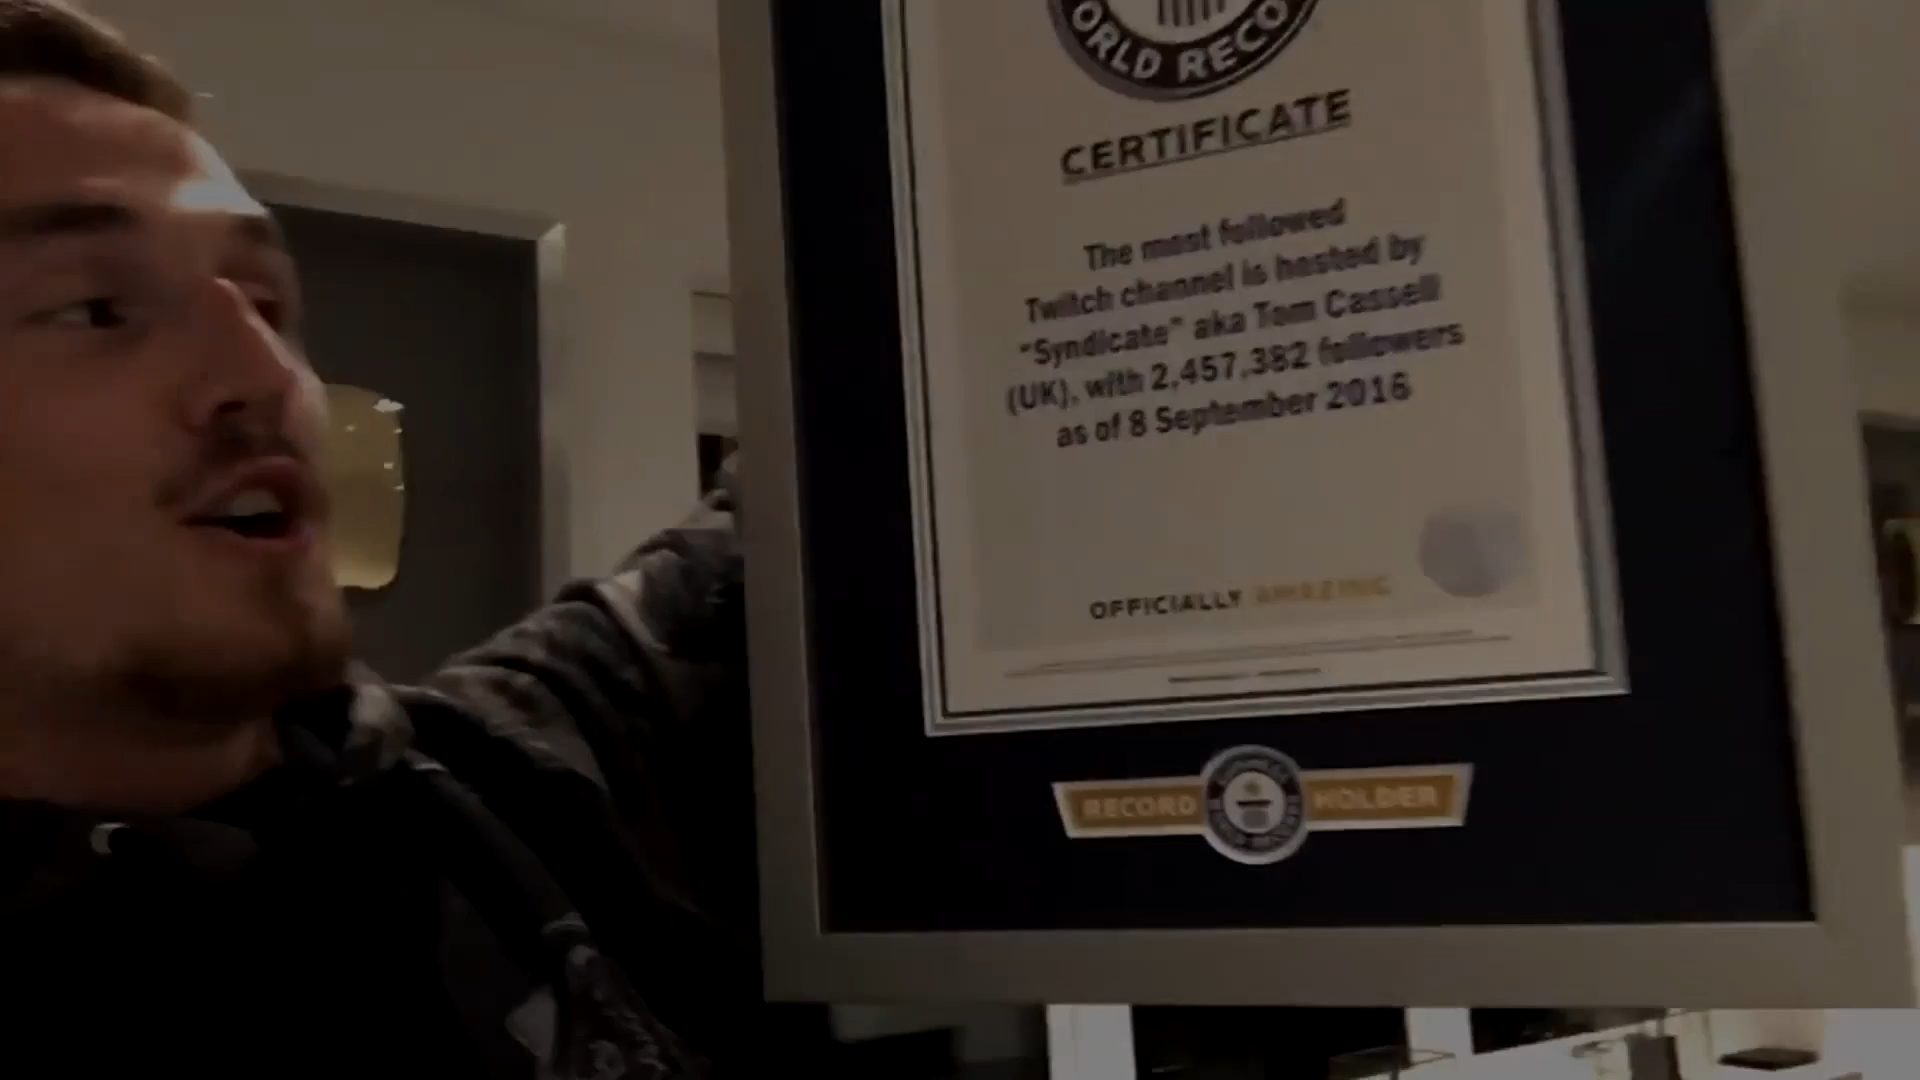 ORLD RECO
CERTIFICATE
The most followed
Twitch channel is hosted by
"Syndicate" aka Tom Cassell
(UK), with 2,457,382 followers
as of 8 September 2016
OFFICIALLY AMAZING
RECORD HOLDER